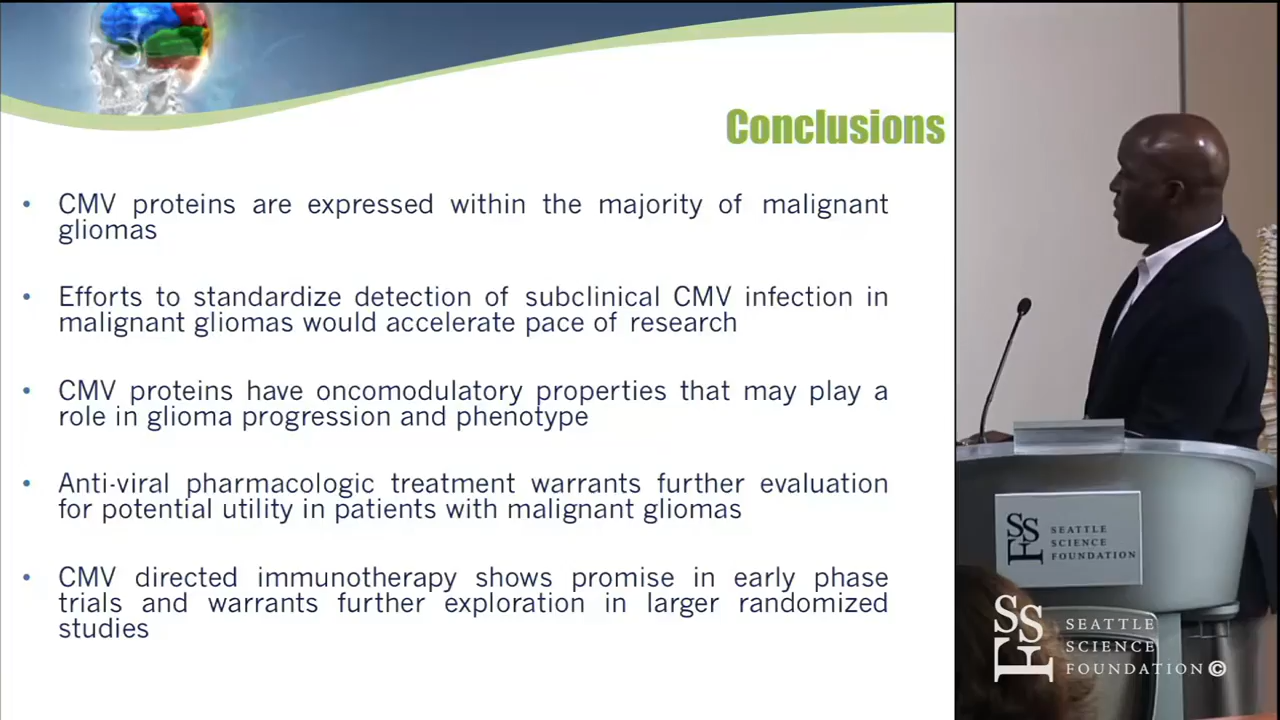 Conclusions
• CMV proteins are expressed within the majority of malignant
gliomas
• Efforts to standardize detection of subclinical CMV infection in
malignant gliomas would accelerate pace of research
• CMV proteins have oncomodulatory properties that may play a
role in glioma progression and phenotype
• Anti-viral pharmacologic treatment warrants further evaluation
for potential utility in patients with malignant gliomas
• CMV directed immunotherapy shows promise in early phase
trials and warrants further exploration in larger randomized
studies
SSF
SEATTLE
SCIENCE
FOUNDATION
SSF
SEATTLE
SCIENCE
FOUNDATION©